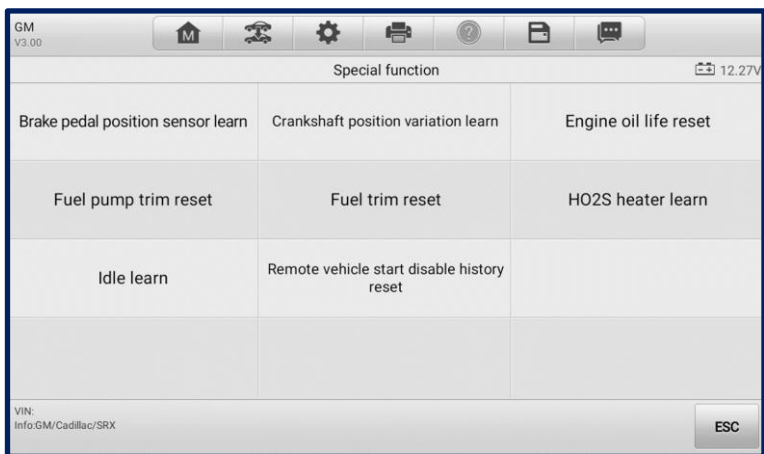 GM
V3.00
M
?
Special function
12.27V
Brake pedal position sensor learn
Crankshaft position variation learn
Engine oil life reset
Fuel pump trim reset
Fuel trim reset
HO2S heater learn
Idle learn
Remote vehicle start disable history
reset
VIN:
Info:GM/Cadillac/SRX
ESC